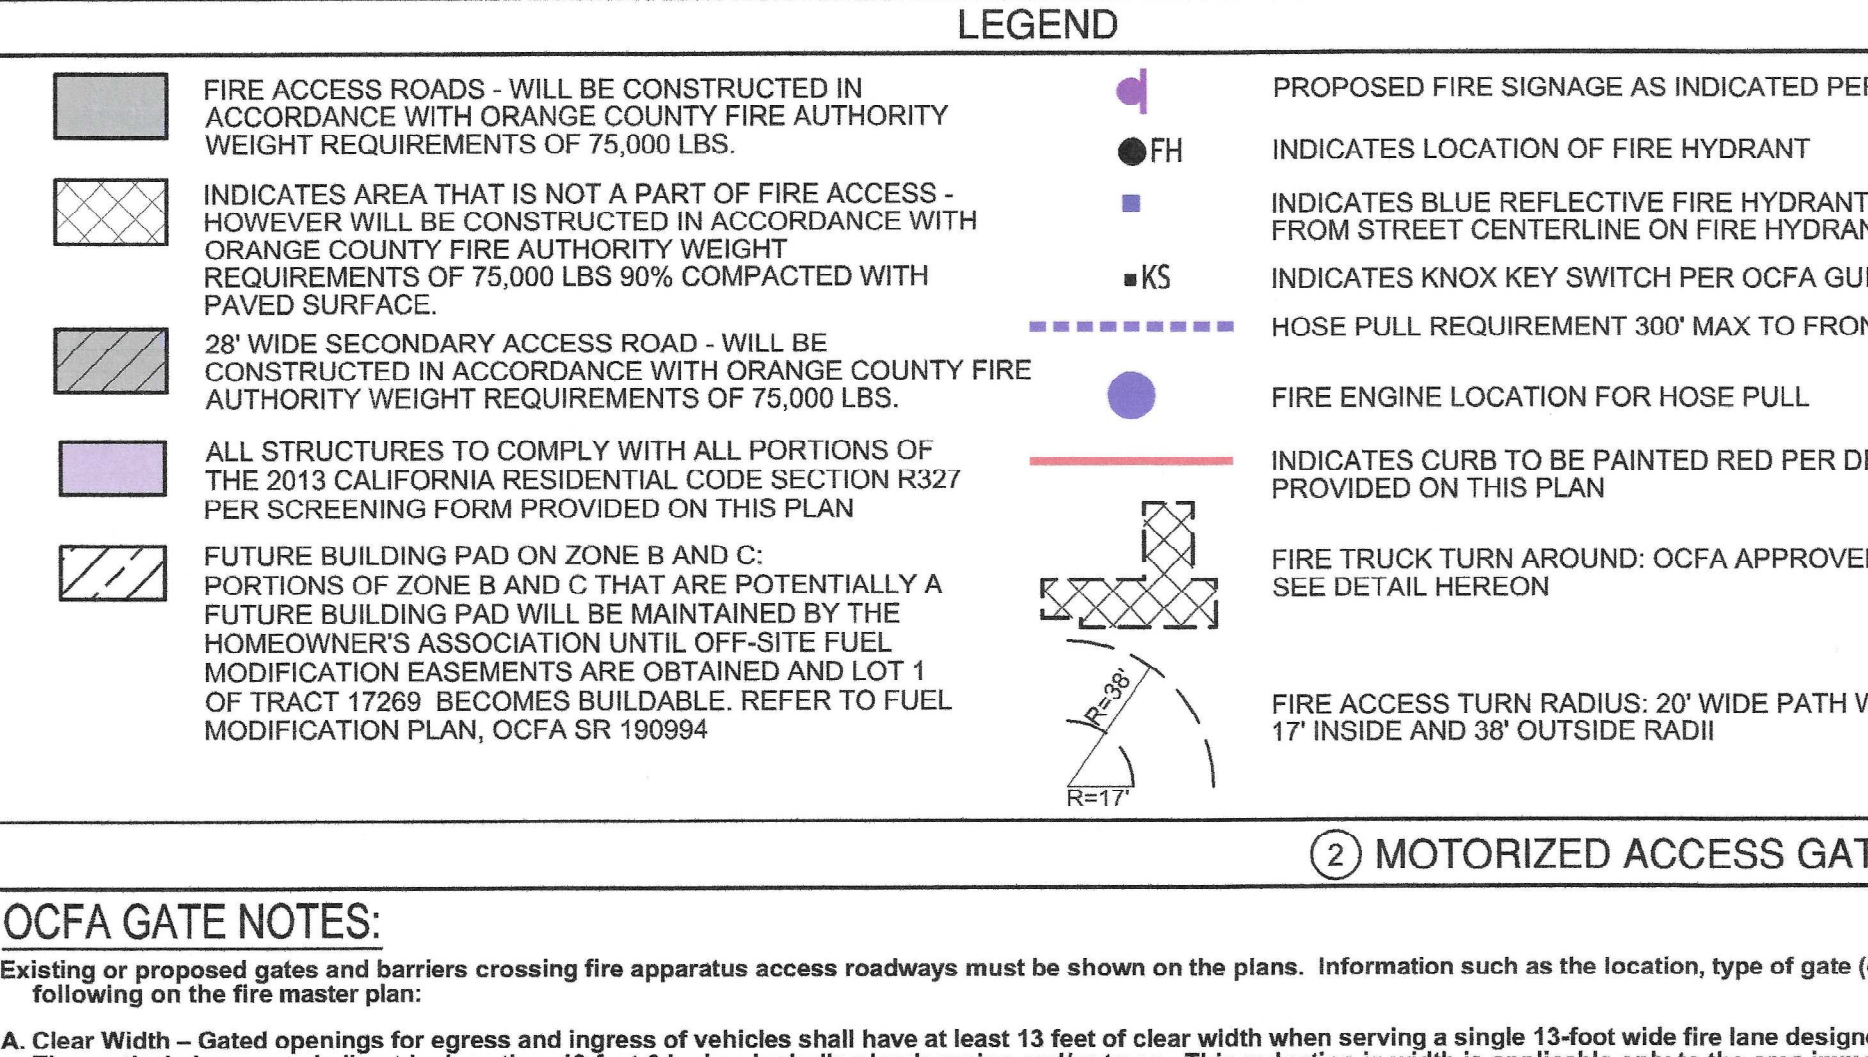 LEGEND
FIRE ACCESS ROADS - WILL BE CONSTRUCTED IN
ACCORDANCE WITH ORANGE COUNTY FIRE AUTHORITY
WEIGHT REQUIREMENTS OF 75,000 LBS.
INDICATES AREA THAT IS NOT A PART OF FIRE ACCESS -
HOWEVER WILL BE CONSTRUCTED IN ACCORDANCE WITH
ORANGE COUNTY FIRE AUTHORITY WEIGHT
REQUIREMENTS OF 75,000 LBS 90% COMPACTED WITH
PAVED SURFACE.
28' WIDE SECONDARY ACCESS ROAD - WILL BE
CONSTRUCTED IN ACCORDANCE WITH ORANGE COUNTY FIRE
AUTHORITY WEIGHT REQUIREMENTS OF 75,000 LBS.
ALL STRUCTURES TO COMPLY WITH ALL PORTIONS OF
THE 2013 CALIFORNIA RESIDENTIAL CODE SECTION R327
PER SCREENING FORM PROVIDED ON THIS PLAN
FUTURE BUILDING PAD ON ZONE B AND C:
PORTIONS OF ZONE B AND C THAT ARE POTENTIALLY A
FUTURE BUILDING PAD WILL BE MAINTAINED BY THE
HOMEOWNER'S ASSOCIATION UNTIL OFF-SITE FUEL
MODIFICATION EASEMENTS ARE OBTAINED AND LOT 1
OF TRACT 17269 BECOMES BUILDABLE. REFER TO FUEL
MODIFICATION PLAN, OCFA SR 190994
PROPOSED FIRE SIGNAGE AS INDICATED PER
FH INDICATES LOCATION OF FIRE HYDRANT
INDICATES BLUE REFLECTIVE FIRE HYDRANT
FROM STREET CENTERLINE ON FIRE
KS INDICATES KNOX KEY SWITCH PER OCFA
HOSE PULL REQUIREMENT 300' MAX TO
FIRE ENGINE LOCATION FOR HOSE PULL
INDICATES CURB TO BE PAINTED RED PER
PROVIDED ON THIS PLAN
FIRE TRUCK TURN AROUND: OCFA
SEE DETAIL HEREON
R=38'
R=17'
FIRE ACCESS TURN RADIUS: 20' WIDE PATH
17' INSIDE AND 38' OUTSIDE RADII
2 MOTORIZED ACCESS
OCFA GATE NOTES:
Existing or proposed gates and barriers crossing fire apparatus access roadways must be shown on the plans. Information such as the location, type of gate
following on the fire master plan:
A. Clear Width – Gated openings for egress and ingress of vehicles shall have at least 13 feet of clear width when serving a single 13-foot wide fire lane